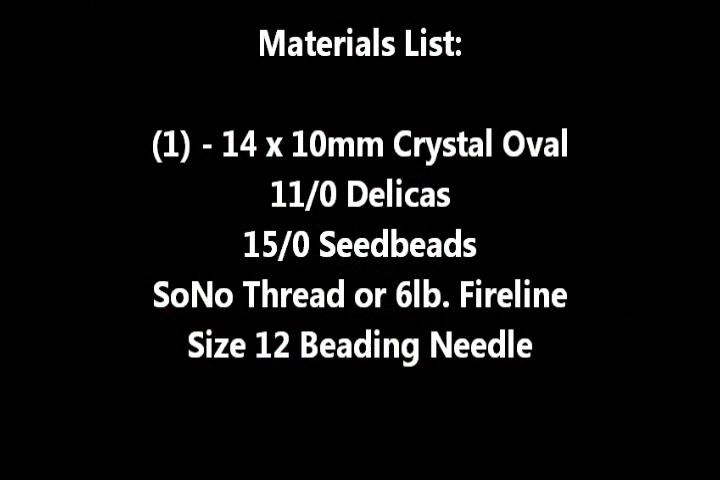 Materials List:
(1) - 14 x 10mm Crystal Oval
11/0 Delicas
15/0 Seedbeads
SoNo Thread or 6lb. Fireline
Size 12 Beading Needle